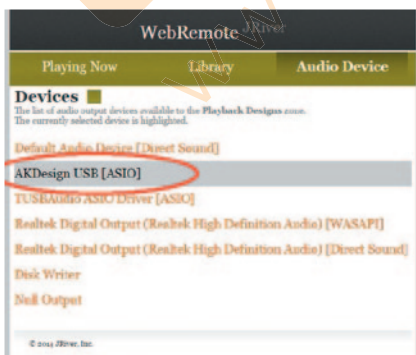 WebRemote JRiver
Playing Now Library Audio Device
Devices
The list of audio output devices available to the Playback Designs zone.
The currently selected device is highlighted.
Default Audio Device [Direct Sound]
AKDesign USB [ASIO]
TUSBAudio ASIO Driver [ASIO]
Realtek Digital Output (Realtek High Definition Audio) [WASAPI]
Realtek Digital Output (Realtek High Definition Audio) [Direct Sound]
Disk Writer
Null Output
© 2014 JRiver, Inc.